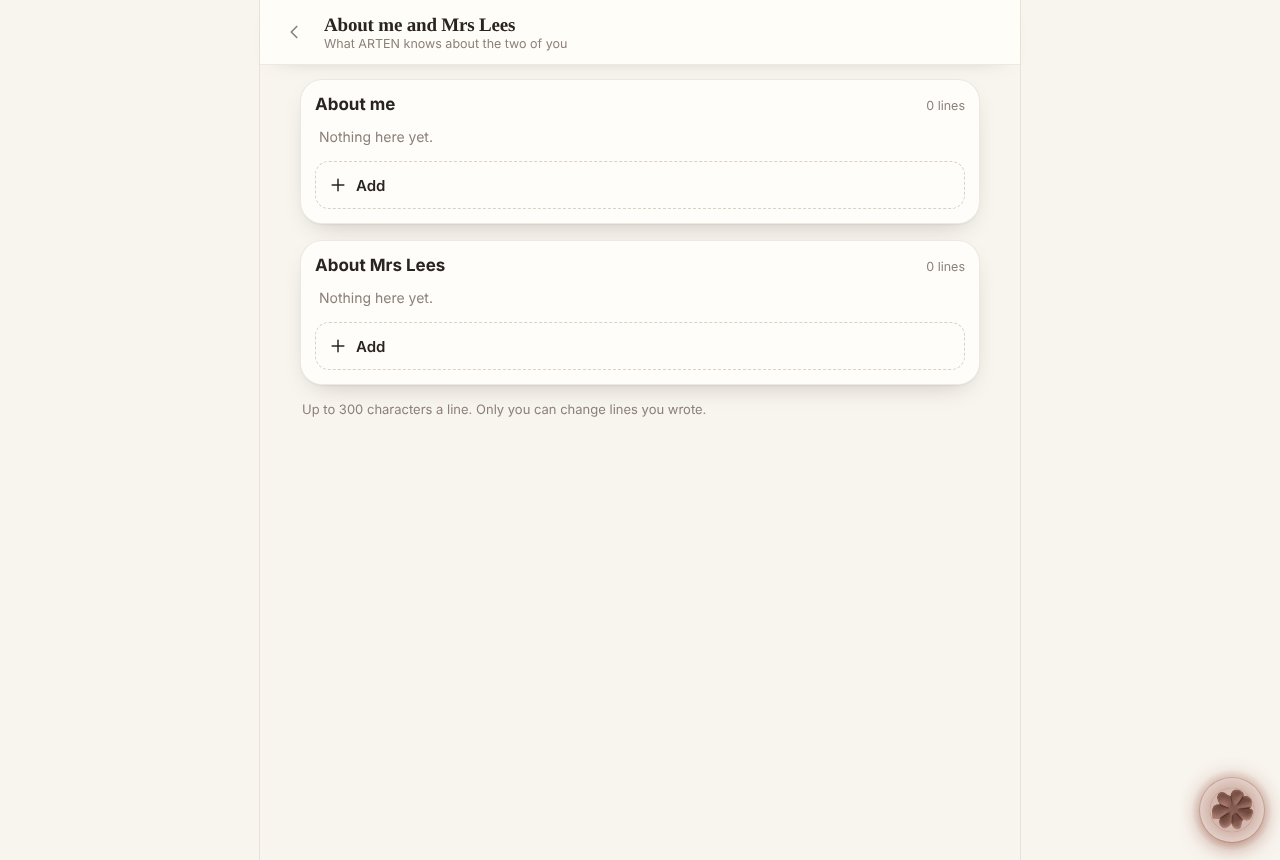 About me and Mrs Lees
What ARTEN knows about the two of you
About me
0 lines
Nothing here yet.
Add
About Mrs Lees
0 lines
Nothing here yet.
Add
Up to 300 characters a line. Only you can change lines you wrote.